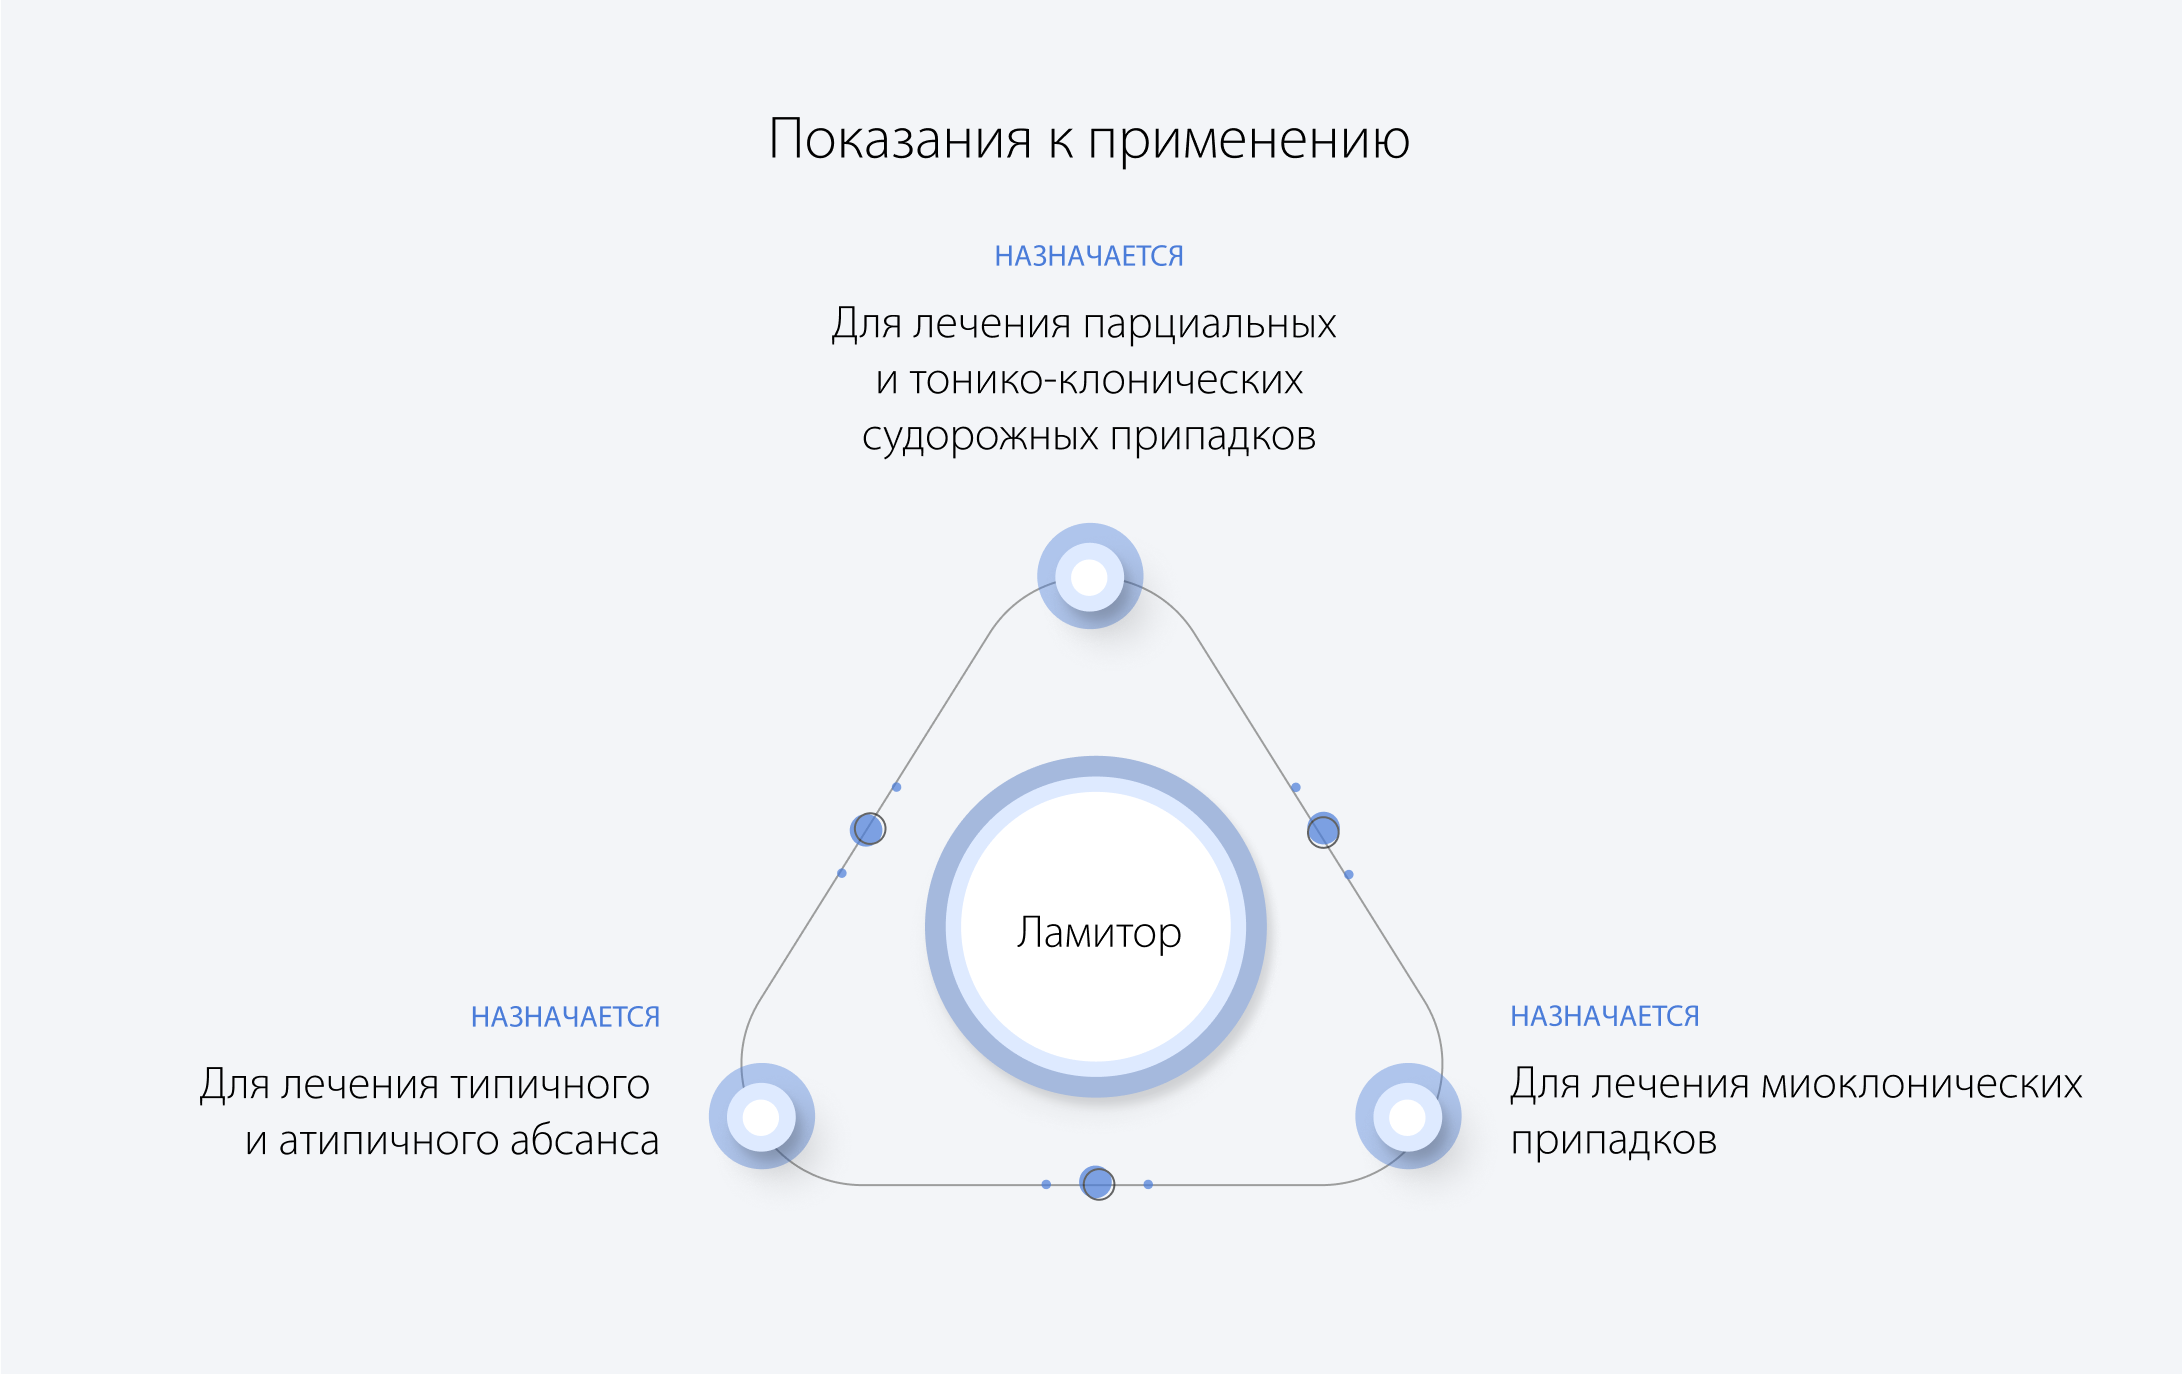 Показания к применению
НАЗНАЧАЕТСЯ
Для лечения парциальных
и тонико-клонических
судорожных припадков
Ламитор
НАЗНАЧАЕТСЯ
Для лечения типичного
и атипичного абсанса
НАЗНАЧАЕТСЯ
Для лечения миоклонических
припадков